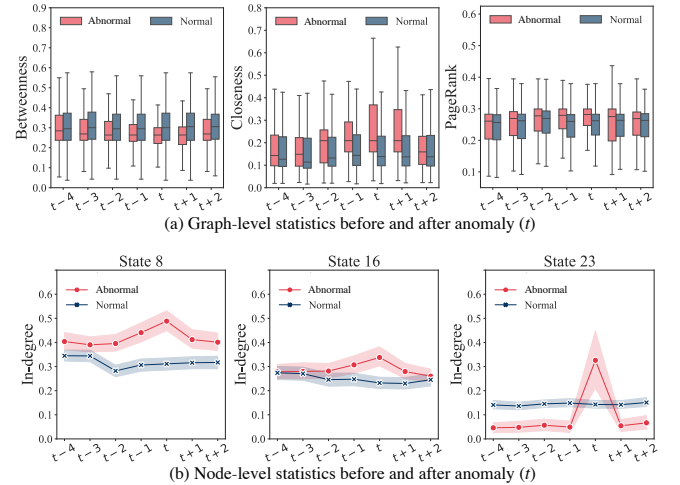 0.9
0.8
0.7
0.6
0.5
0.4
0.3
0.2
0.1
0.0
Betweenness
Abnormal Normal
t − 4 t − 3 t − 2 t − 1 t t + 1 t + 2
0.8
0.7
0.6
0.5
0.4
0.3
0.2
0.1
0.0
Closeness
Abnormal Normal
t − 4 t − 3 t − 2 t − 1 t t + 1 t + 2
0.6
0.5
0.4
0.3
0.2
0.1
PageRank
Abnormal Normal
t − 4 t − 3 t − 2 t − 1 t t + 1 t + 2
(a) Graph-level statistics before and after anomaly (t)
State 8
0.6
0.5
0.4
0.3
0.2
0.1
0.0
In-degree
Abnormal
Normal
t − 4 t − 3 t − 2 t − 1 t t + 1 t + 2
State 16
0.6
0.5
0.4
0.3
0.2
0.1
0.0
In-degree
Abnormal
Normal
t − 4 t − 3 t − 2 t − 1 t t + 1 t + 2
State 23
0.6
0.5
0.4
0.3
0.2
0.1
0.0
In-degree
Abnormal
Normal
t − 4 t − 3 t − 2 t − 1 t t + 1 t + 2
(b) Node-level statistics before and after anomaly (t)